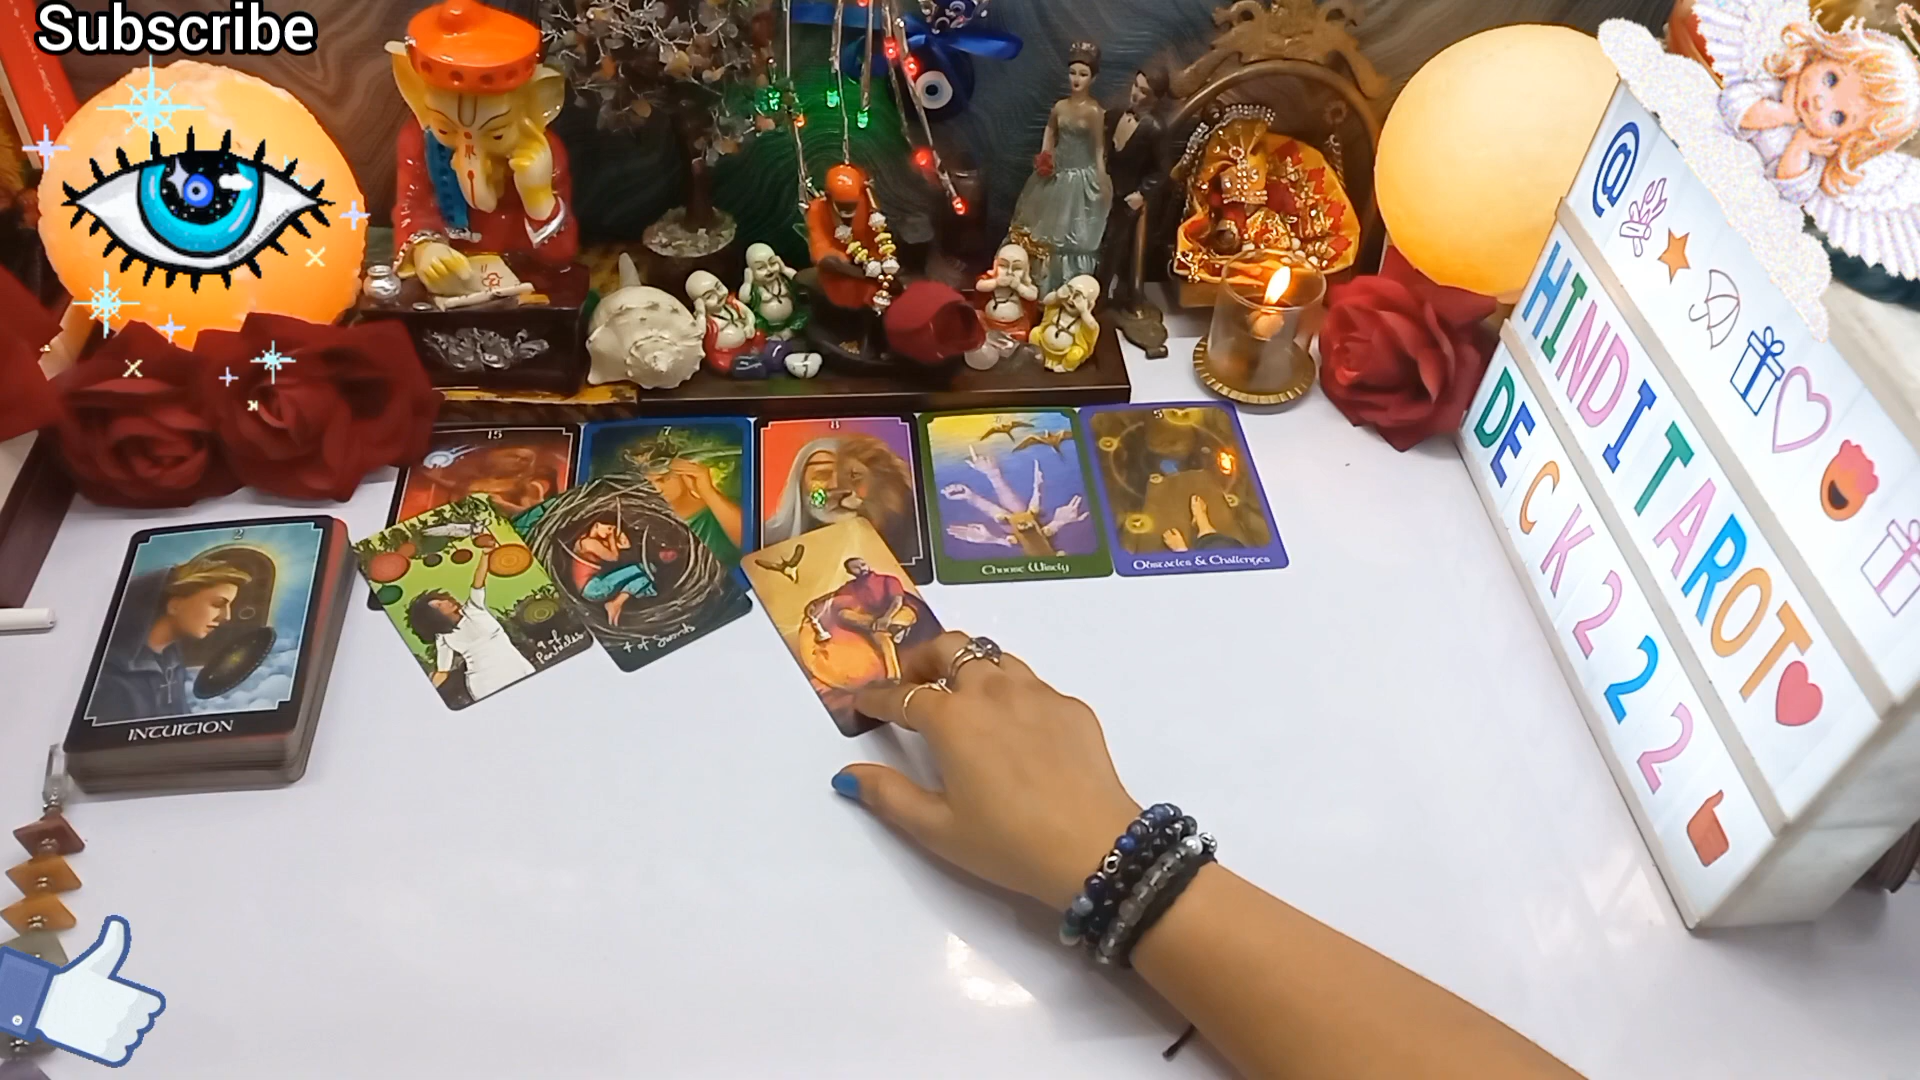 Subscribe
@
HINDI TAROT
DECK 222
15
7
8
5
2
INTUITION
9 of
Pentacles
4 of Swords
Choose Wisely
Obstacles & Challenges